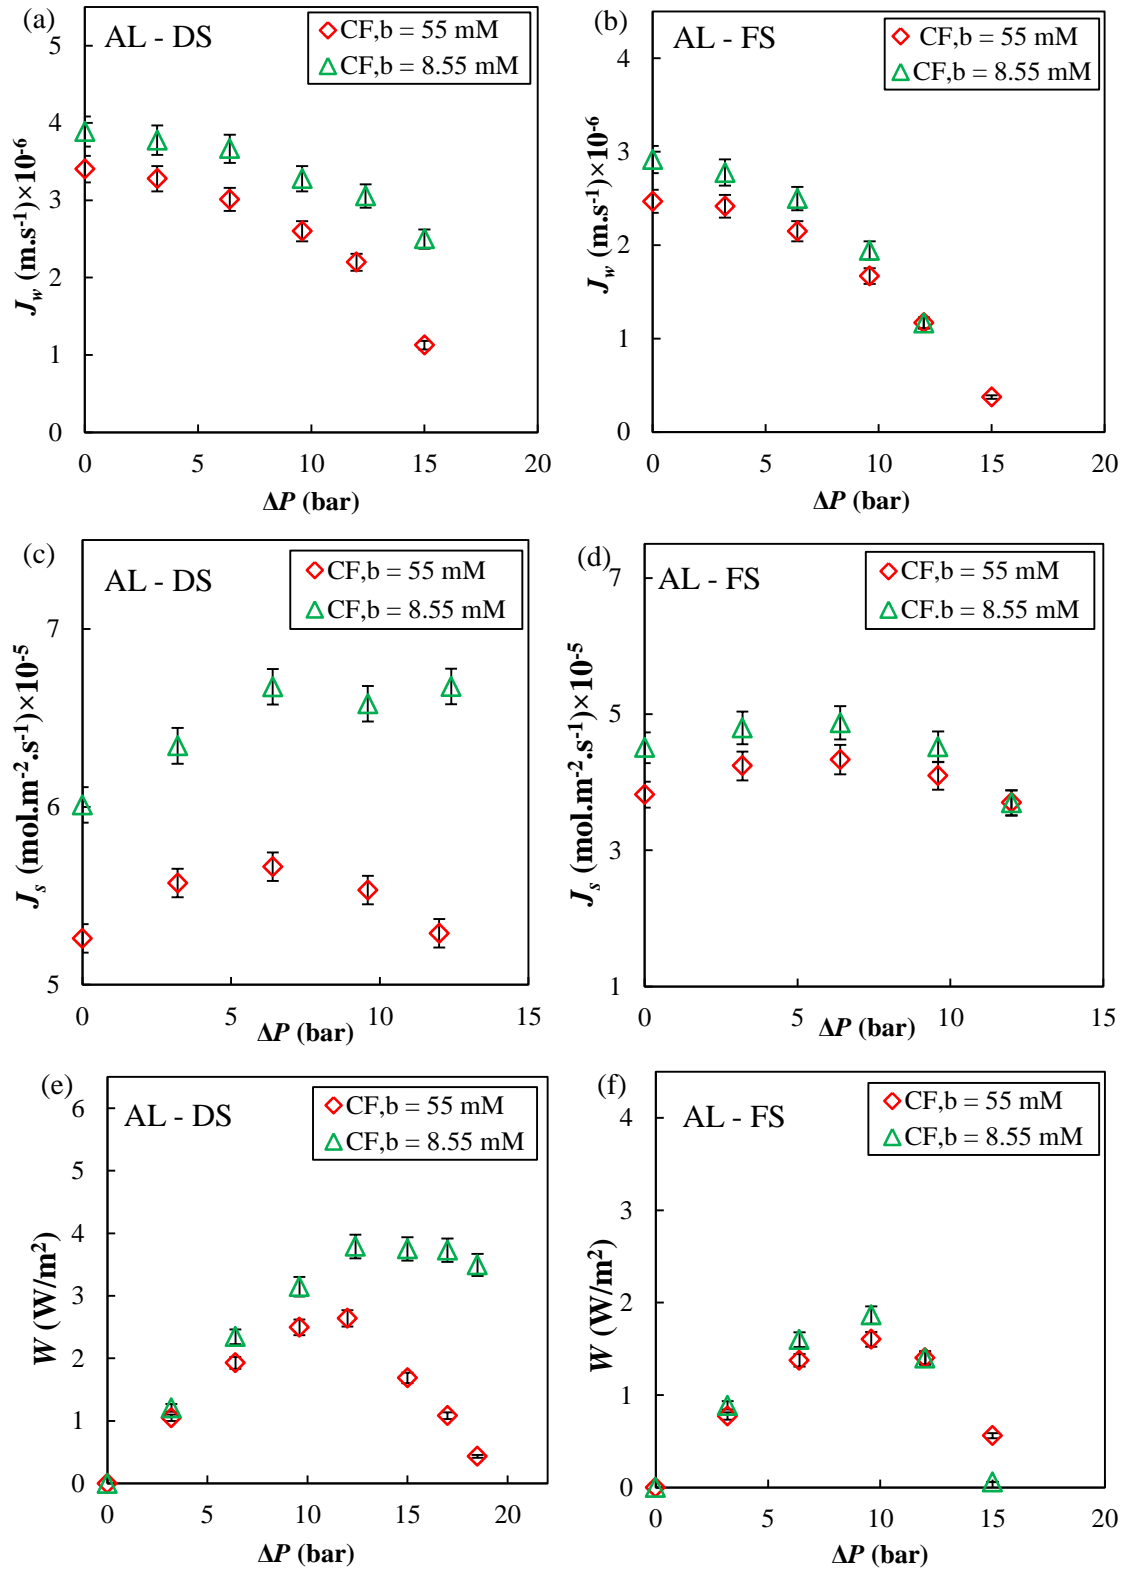 (a)
AL - DS
CF,b = 55 mM
CF,b = 8.55 mM
5
4
3
2
1
0
0 5 10 15 20
J_w (m.s⁻¹)×10⁻⁶
ΔP (bar)
(b)
AL - FS
CF,b = 55 mM
CF,b = 8.55 mM
4
3
2
1
0
0 5 10 15 20
J_w (m.s⁻¹)×10⁻⁶
ΔP (bar)
(c)
AL - DS
CF,b = 55 mM
CF,b = 8.55 mM
7
6
5
0 5 10 15
J_s (mol.m⁻².s⁻¹)×10⁻⁵
ΔP (bar)
(d)
AL - FS
CF,b = 55 mM
CF.b = 8.55 mM
7
5
3
1
0 5 10 15
J_s (mol.m⁻².s⁻¹)×10⁻⁵
ΔP (bar)
(e)
AL - DS
CF,b = 55 mM
CF,b = 8.55 mM
6
5
4
3
2
1
0
0 5 10 15 20
W (W/m²)
ΔP (bar)
(f)
AL - FS
CF,b = 55 mM
CF,b = 8.55 mM
4
3
2
1
0
0 5 10 15 20
W (W/m²)
ΔP (bar)